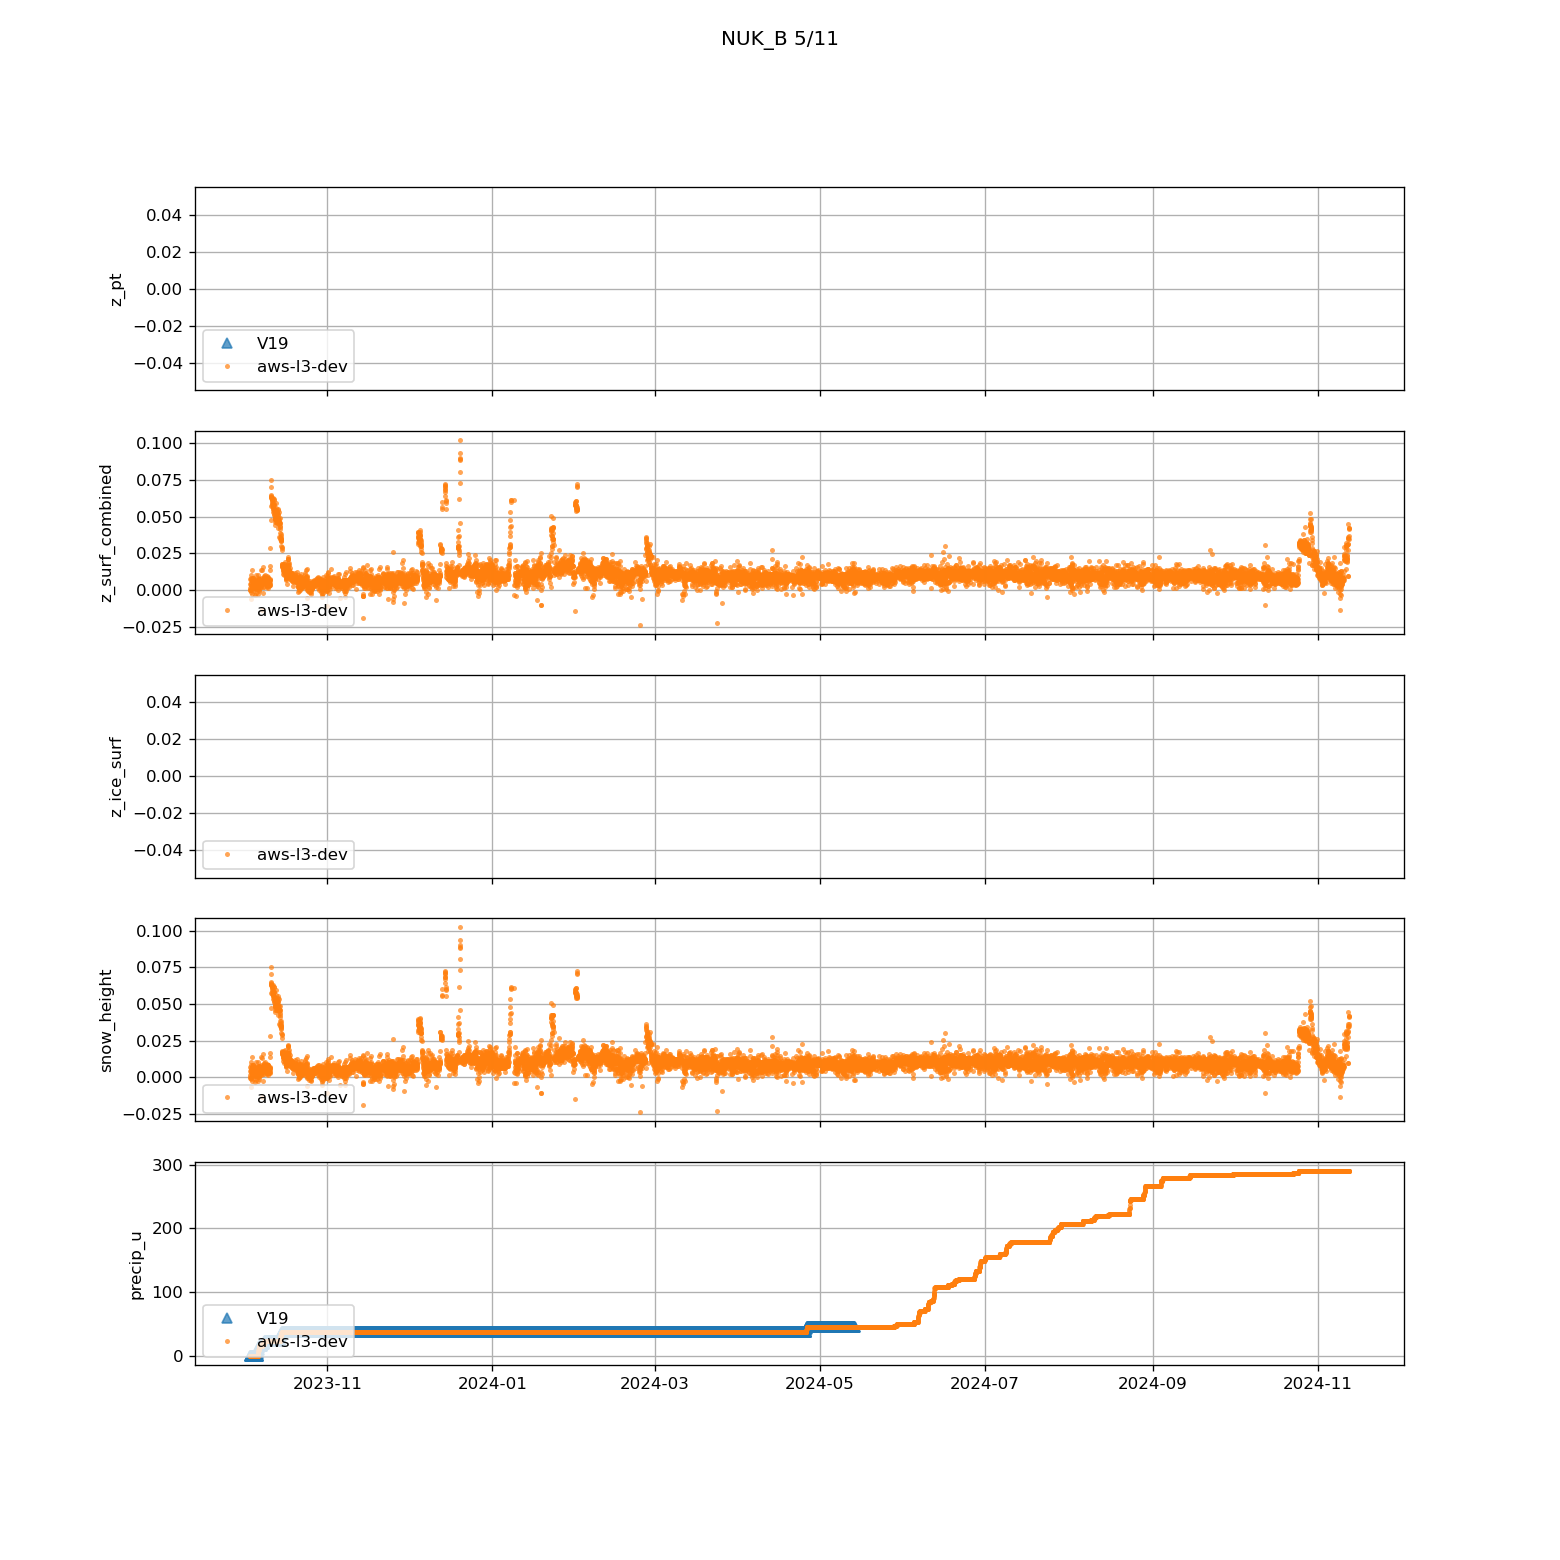 NUK_B 5/11
0.04
0.02
0.00
−0.02
−0.04
z_pt
V19
aws-l3-dev
0.100
0.075
0.050
0.025
0.000
−0.025
z_surf_combined
aws-l3-dev
0.04
0.02
0.00
−0.02
−0.04
z_ice_surf
aws-l3-dev
0.100
0.075
0.050
0.025
0.000
−0.025
snow_height
aws-l3-dev
300
200
100
0
precip_u
V19
aws-l3-dev
2023-11
2024-01
2024-03
2024-05
2024-07
2024-09
2024-11